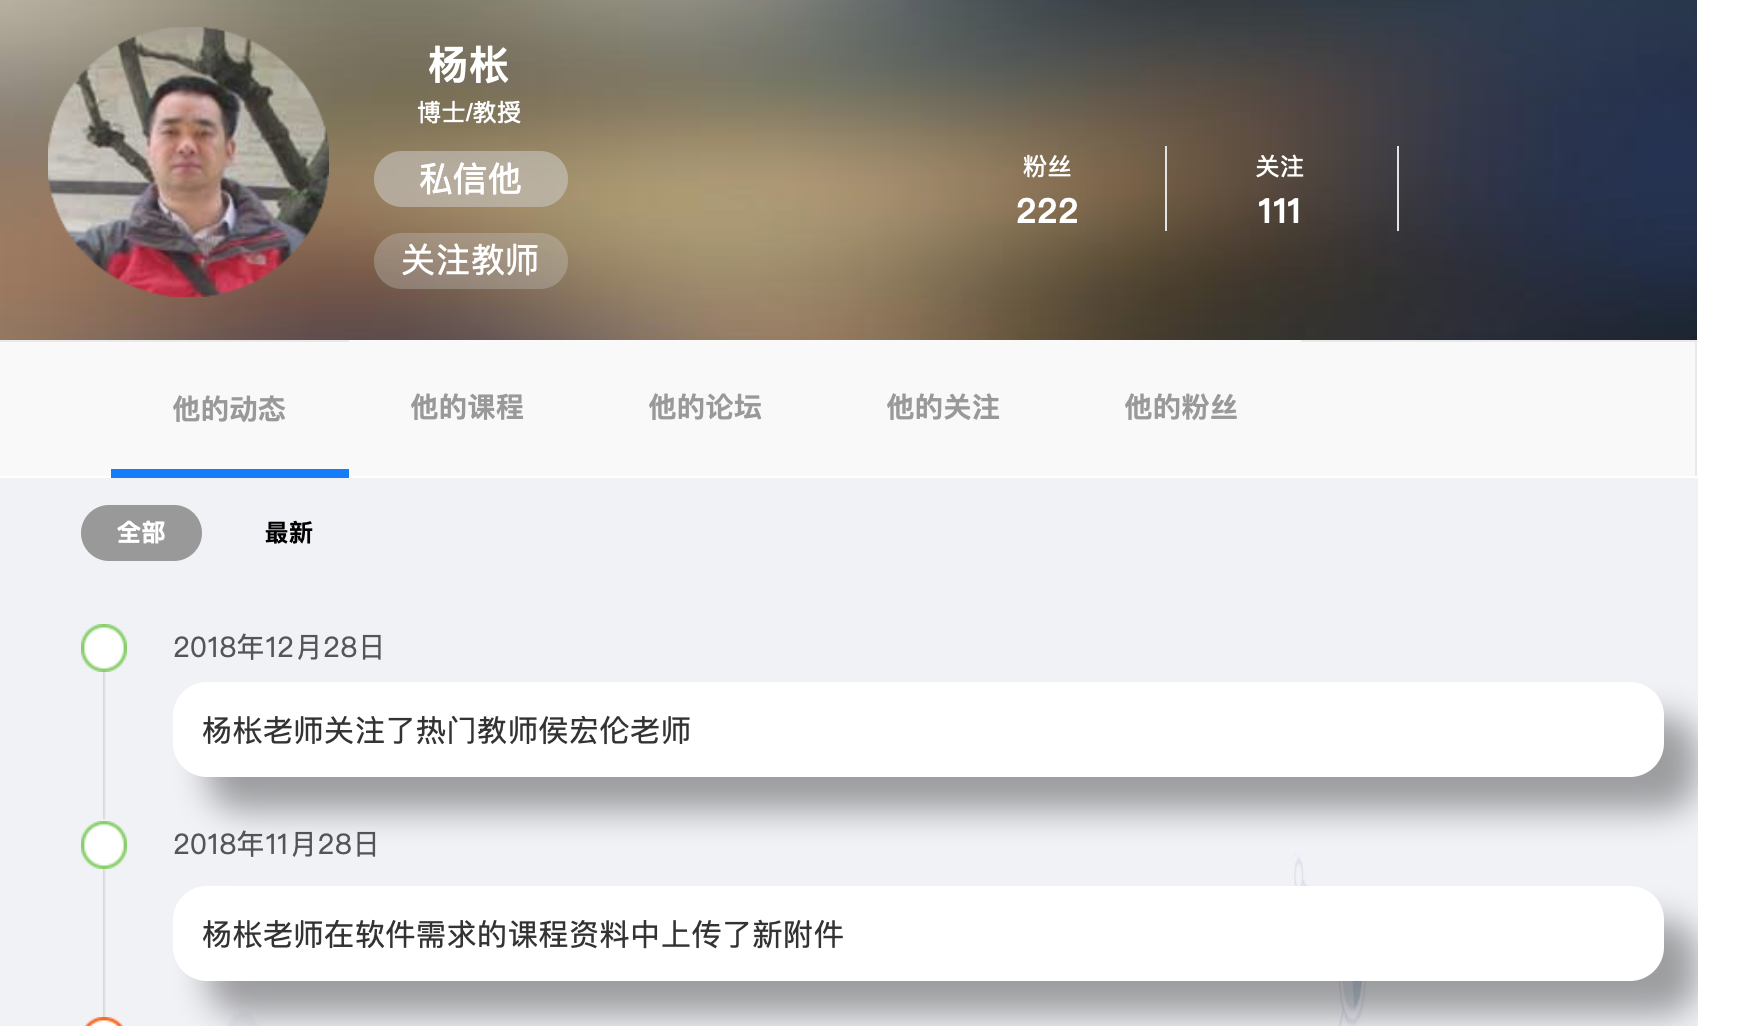 杨枨
博士/教授
私信他
关注教师
粉丝
222
关注
111
他的动态
他的课程
他的论坛
他的关注
他的粉丝
全部
最新
2018年12月28日
杨枨老师关注了热门教师侯宏伦老师
2018年11月28日
杨枨老师在软件需求的课程资料中上传了新附件